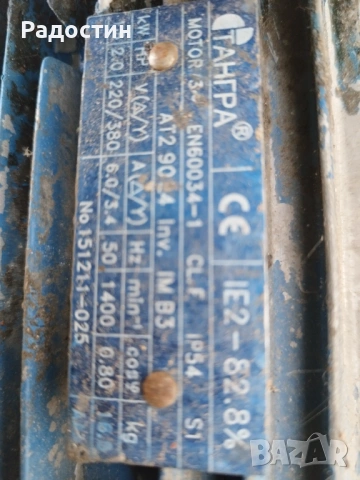 Радостин
ТАНГРА® CE IE2-82.8%
MOTOR 3~ EN60034-1 CL.F IP54 S1
AT2 90 Inv. IM B3
kW HP V(Δ/Y) A(Δ/Y) Hz min⁻¹ cosφ kg
2.0 220/380 6.0/3.4 50 1400 0.80
No 151211-025
BAZAR